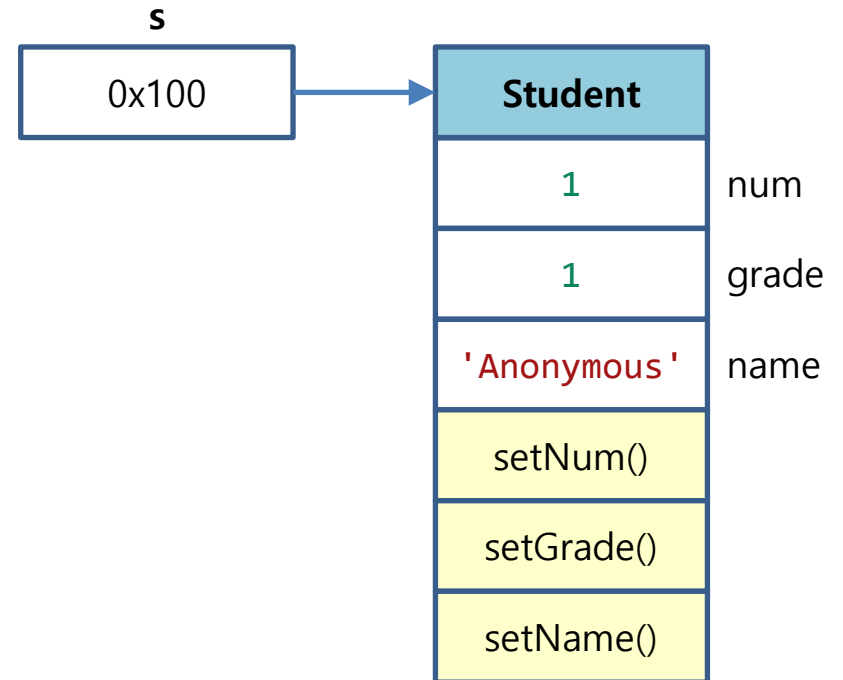 s
0x100
Student
1 num
1 grade
'Anonymous' name
setNum()
setGrade()
setName()